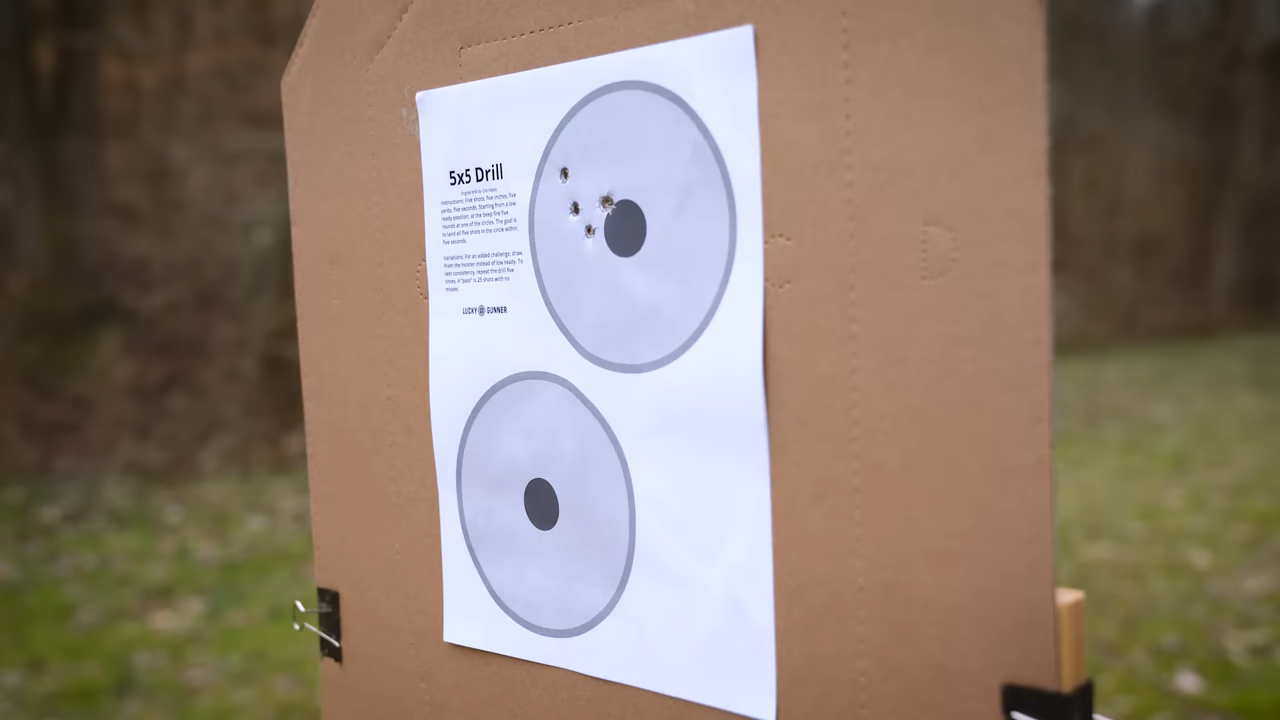 5x5 Drill
Instructions: Five shots, five inches, five
yards, five seconds. Starting from a low
ready position, at the beep fire five
rounds at one of the circles. The goal is
to land all five shots in the circle within
five seconds.
Variations: For an added challenge, draw
from the holster instead of low ready. To
test consistency, repeat the drill five
times. A "pass" is 25 shots with no
misses.
LUCKY GUNNER